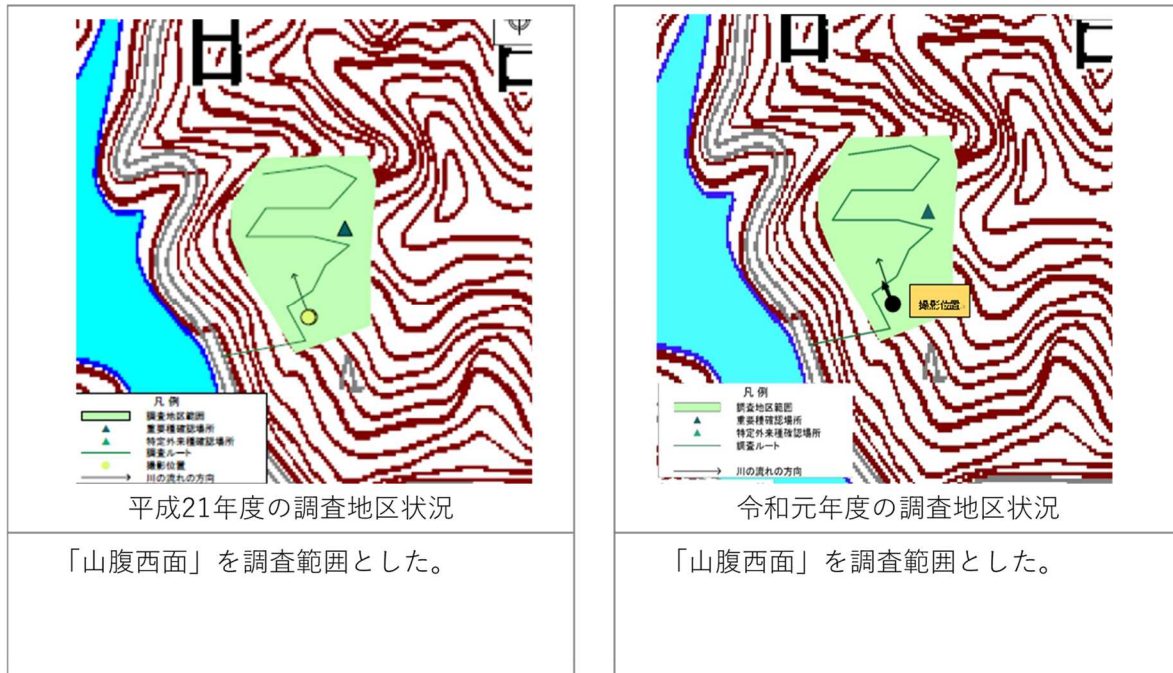 凡例
調査地区範囲
重要種確認場所
特定外来種確認場所
調査ルート
撮影位置
川の流れの方向
平成21年度の調査地区状況
「山腹西面」を調査範囲とした。
撮影位置
凡例
調査地区範囲
重要種確認場所
特定外来種確認場所
調査ルート
川の流れの方向
令和元年度の調査地区状況
「山腹西面」を調査範囲とした。